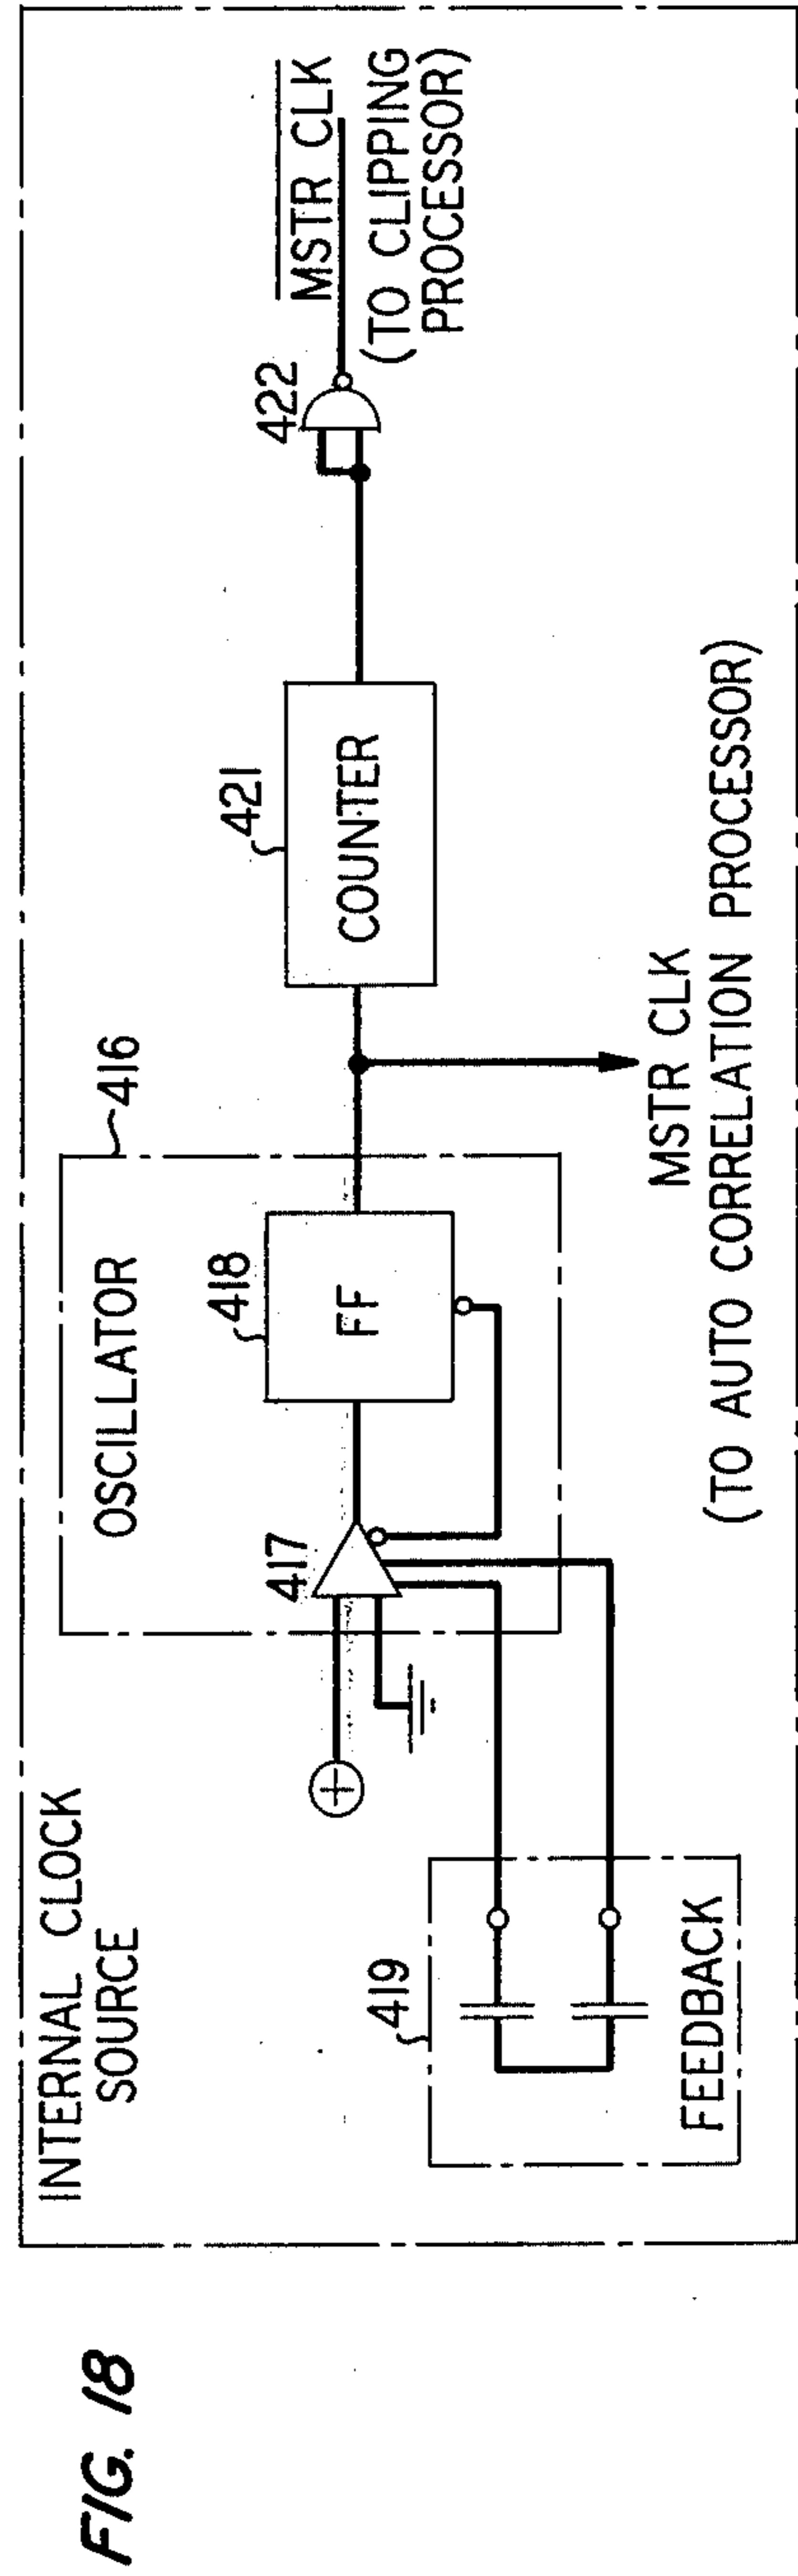 INTERNAL CLOCK
SOURCE
OSCILLATOR
416
417
418
FF
419
FEEDBACK
421
COUNTER
422
MSTR CLK
(TO CLIPPING
PROCESSOR)
MSTR CLK
(TO AUTO CORRELATION PROCESSOR)
FIG. 18